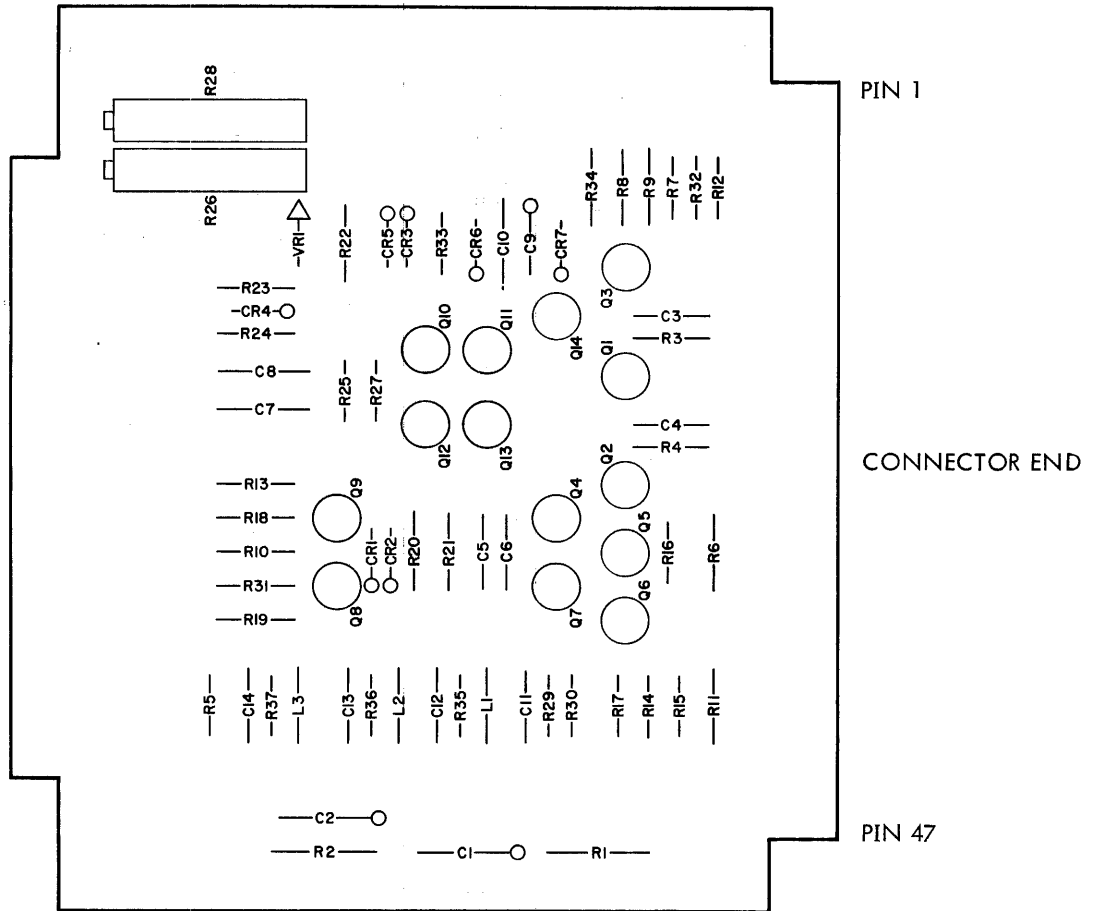 R28
PIN 1
R26
VR1
R22
CR5
CR3
R33
CR6
C10
C9
CR7
R34
R8
R9
R7
R32
R12
R23
CR4
R24
Q10
Q11
Q14
Q3
C3
R3
Q1
C8
C7
R25
R27
Q12
Q13
C4
R4
Q2
CONNECTOR END
R13
R18
R10
R31
R19
Q9
Q8
CR1
CR2
R20
R21
C5
C6
Q4
Q7
Q5
Q6
R16
R6
R5
C14
R37
L3
C13
R36
L2
C12
R35
L1
C11
R29
R30
R17
R14
R15
R11
C2
R2
C1
R1
PIN 47